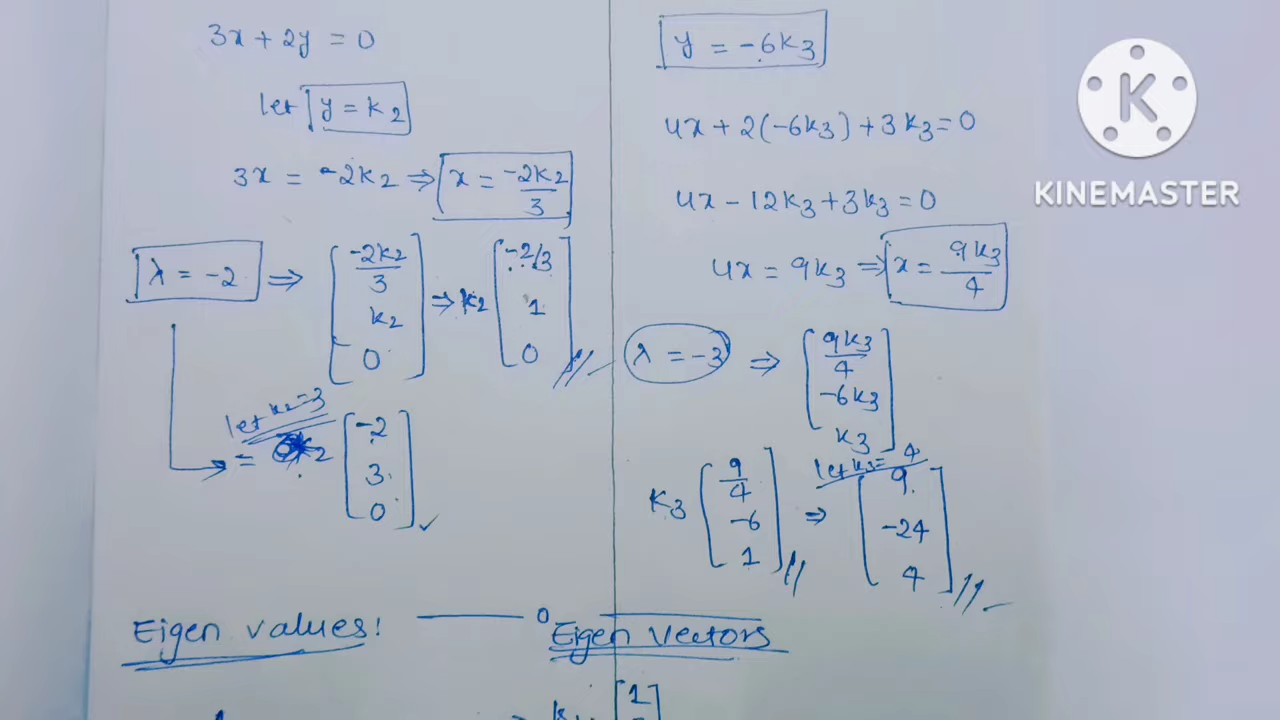 3x + 2y = 0
let y = k2
3x = -2k2 ⇒ x = -2k2/3
λ = -2 ⇒ [-2k2/3 k2 0] ⇒ k2 [-2/3 1 0]
let k2=3
= k2 [-2 3 0]
y = -6k3
4x + 2(-6k3) + 3k3 = 0
4x - 12k3 + 3k3 = 0
4x = 9k3 ⇒ x = 9k3/4
λ = -3 ⇒ [9k3/4 -6k3 k3]
let k3 = 4
k3 [9/4 -6 1] ⇒ [9 -24 4]
Eigen values:
Eigen vectors
1
K
KINEMASTER